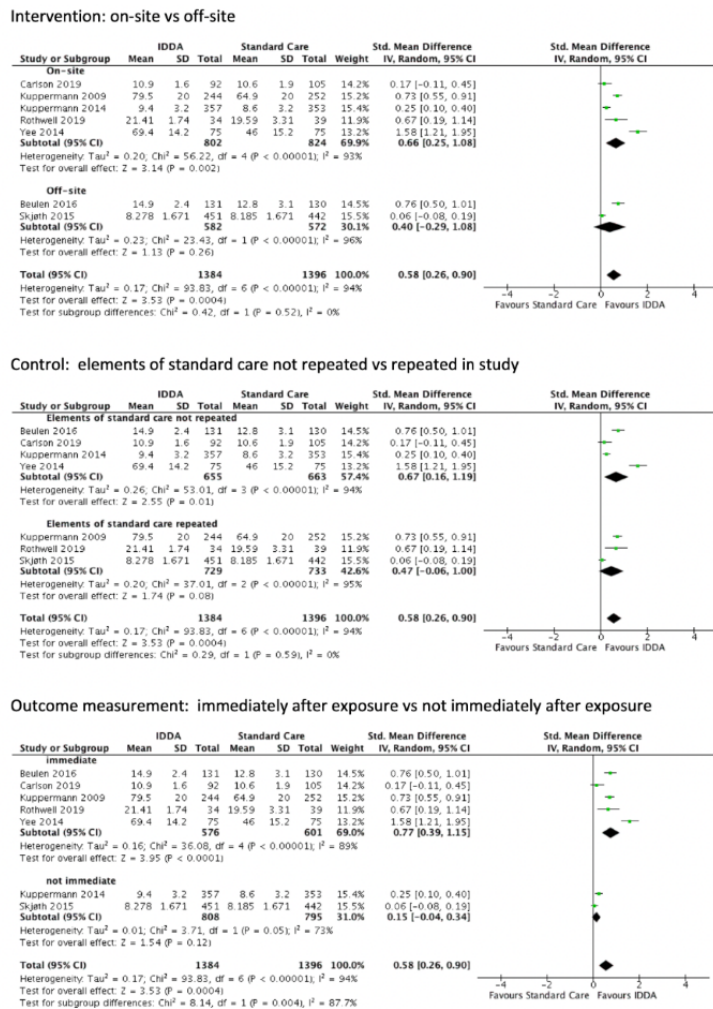 Intervention: on-site vs off-site
IDDA Standard Care Std. Mean Difference Std. Mean Difference
Study or Subgroup Mean SD Total Mean SD Total Weight IV, Random, 95% CI IV, Random, 95% CI
On-site
Carlson 2019 10.9 1.6 92 10.6 1.9 105 14.2% 0.17 [-0.11, 0.45]
Kuppermann 2009 79.5 20 244 64.9 20 252 15.2% 0.73 [0.55, 0.91]
Kuppermann 2014 9.4 3.2 357 8.6 3.2 353 15.4% 0.25 [0.10, 0.40]
Rothwell 2019 21.41 1.74 34 19.59 3.31 39 11.9% 0.67 [0.19, 1.14]
Yee 2014 69.4 14.2 75 46 15.2 75 13.2% 1.58 [1.21, 1.95]
Subtotal (95% CI) 802 824 69.9% 0.66 [0.25, 1.08]
Heterogeneity: Tau² = 0.20; Chi² = 56.22, df = 4 (P < 0.00001); I² = 93%
Test for overall effect: Z = 3.14 (P = 0.002)
Off-site
Beulen 2016 14.9 2.4 131 12.8 3.1 130 14.5% 0.76 [0.50, 1.01]
Skjøth 2015 8.278 1.671 451 8.185 1.671 442 15.5% 0.06 [-0.08, 0.19]
Subtotal (95% CI) 582 572 30.1% 0.40 [-0.29, 1.08]
Heterogeneity: Tau² = 0.23; Chi² = 23.43, df = 1 (P < 0.00001); I² = 96%
Test for overall effect: Z = 1.13 (P = 0.26)
Total (95% CI) 1384 1396 100.0% 0.58 [0.26, 0.90]
Heterogeneity: Tau² = 0.17; Chi² = 93.83, df = 6 (P < 0.00001); I² = 94%
Test for overall effect: Z = 3.53 (P = 0.0004)
Test for subgroup differences: Chi² = 0.42, df = 1 (P = 0.52), I² = 0%
-4 -2 0 2 4
Favours Standard Care Favours IDDA
Control: elements of standard care not repeated vs repeated in study
IDDA Standard Care Std. Mean Difference Std. Mean Difference
Study or Subgroup Mean SD Total Mean SD Total Weight IV, Random, 95% CI IV, Random, 95% CI
Elements of standard care not repeated
Beulen 2016 14.9 2.4 131 12.8 3.1 130 14.5% 0.76 [0.50, 1.01]
Carlson 2019 10.9 1.6 92 10.6 1.9 105 14.2% 0.17 [-0.11, 0.45]
Kuppermann 2014 9.4 3.2 357 8.6 3.2 353 15.4% 0.25 [0.10, 0.40]
Yee 2014 69.4 14.2 75 46 15.2 75 13.2% 1.58 [1.21, 1.95]
Subtotal (95% CI) 655 663 57.4% 0.67 [0.16, 1.19]
Heterogeneity: Tau² = 0.26; Chi² = 53.01, df = 3 (P < 0.00001); I² = 94%
Test for overall effect: Z = 2.55 (P = 0.01)
Elements of standard care repeated
Kuppermann 2009 79.5 20 244 64.9 20 252 15.2% 0.73 [0.55, 0.91]
Rothwell 2019 21.41 1.74 34 19.59 3.31 39 11.9% 0.67 [0.19, 1.14]
Skjøth 2015 8.278 1.671 451 8.185 1.671 442 15.5% 0.06 [-0.08, 0.19]
Subtotal (95% CI) 729 733 42.6% 0.47 [-0.06, 1.00]
Heterogeneity: Tau² = 0.20; Chi² = 37.01, df = 2 (P < 0.00001); I² = 95%
Test for overall effect: Z = 1.74 (P = 0.08)
Total (95% CI) 1384 1396 100.0% 0.58 [0.26, 0.90]
Heterogeneity: Tau² = 0.17; Chi² = 93.83, df = 6 (P < 0.00001); I² = 94%
Test for overall effect: Z = 3.53 (P = 0.0004)
Test for subgroup differences: Chi² = 0.29, df = 1 (P = 0.59), I² = 0%
-4 -2 0 2 4
Favours Standard Care Favours IDDA
Outcome measurement: immediately after exposure vs not immediately after exposure
IDDA Standard Care Std. Mean Difference Std. Mean Difference
Study or Subgroup Mean SD Total Mean SD Total Weight IV, Random, 95% CI IV, Random, 95% CI
immediate
Beulen 2016 14.9 2.4 131 12.8 3.1 130 14.5% 0.76 [0.50, 1.01]
Carlson 2019 10.9 1.6 92 10.6 1.9 105 14.2% 0.17 [-0.11, 0.45]
Kuppermann 2009 79.5 20 244 64.9 20 252 15.2% 0.73 [0.55, 0.91]
Rothwell 2019 21.41 1.74 34 19.59 3.31 39 11.9% 0.67 [0.19, 1.14]
Yee 2014 69.4 14.2 75 46 15.2 75 13.2% 1.58 [1.21, 1.95]
Subtotal (95% CI) 576 601 69.0% 0.77 [0.39, 1.15]
Heterogeneity: Tau² = 0.16; Chi² = 36.08, df = 4 (P < 0.00001); I² = 89%
Test for overall effect: Z = 3.95 (P < 0.0001)
not immediate
Kuppermann 2014 9.4 3.2 357 8.6 3.2 353 15.4% 0.25 [0.10, 0.40]
Skjøth 2015 8.278 1.671 451 8.185 1.671 442 15.5% 0.06 [-0.08, 0.19]
Subtotal (95% CI) 808 795 31.0% 0.15 [-0.04, 0.34]
Heterogeneity: Tau² = 0.01; Chi² = 3.71, df = 1 (P = 0.05); I² = 73%
Test for overall effect: Z = 1.54 (P = 0.12)
Total (95% CI) 1384 1396 100.0% 0.58 [0.26, 0.90]
Heterogeneity: Tau² = 0.17; Chi² = 93.83, df = 6 (P < 0.00001); I² = 94%
Test for overall effect: Z = 3.53 (P = 0.0004)
Test for subgroup differences: Chi² = 8.14, df = 1 (P = 0.004), I² = 87.7%
-4 -2 0 2 4
Favours Standard Care Favours IDDA